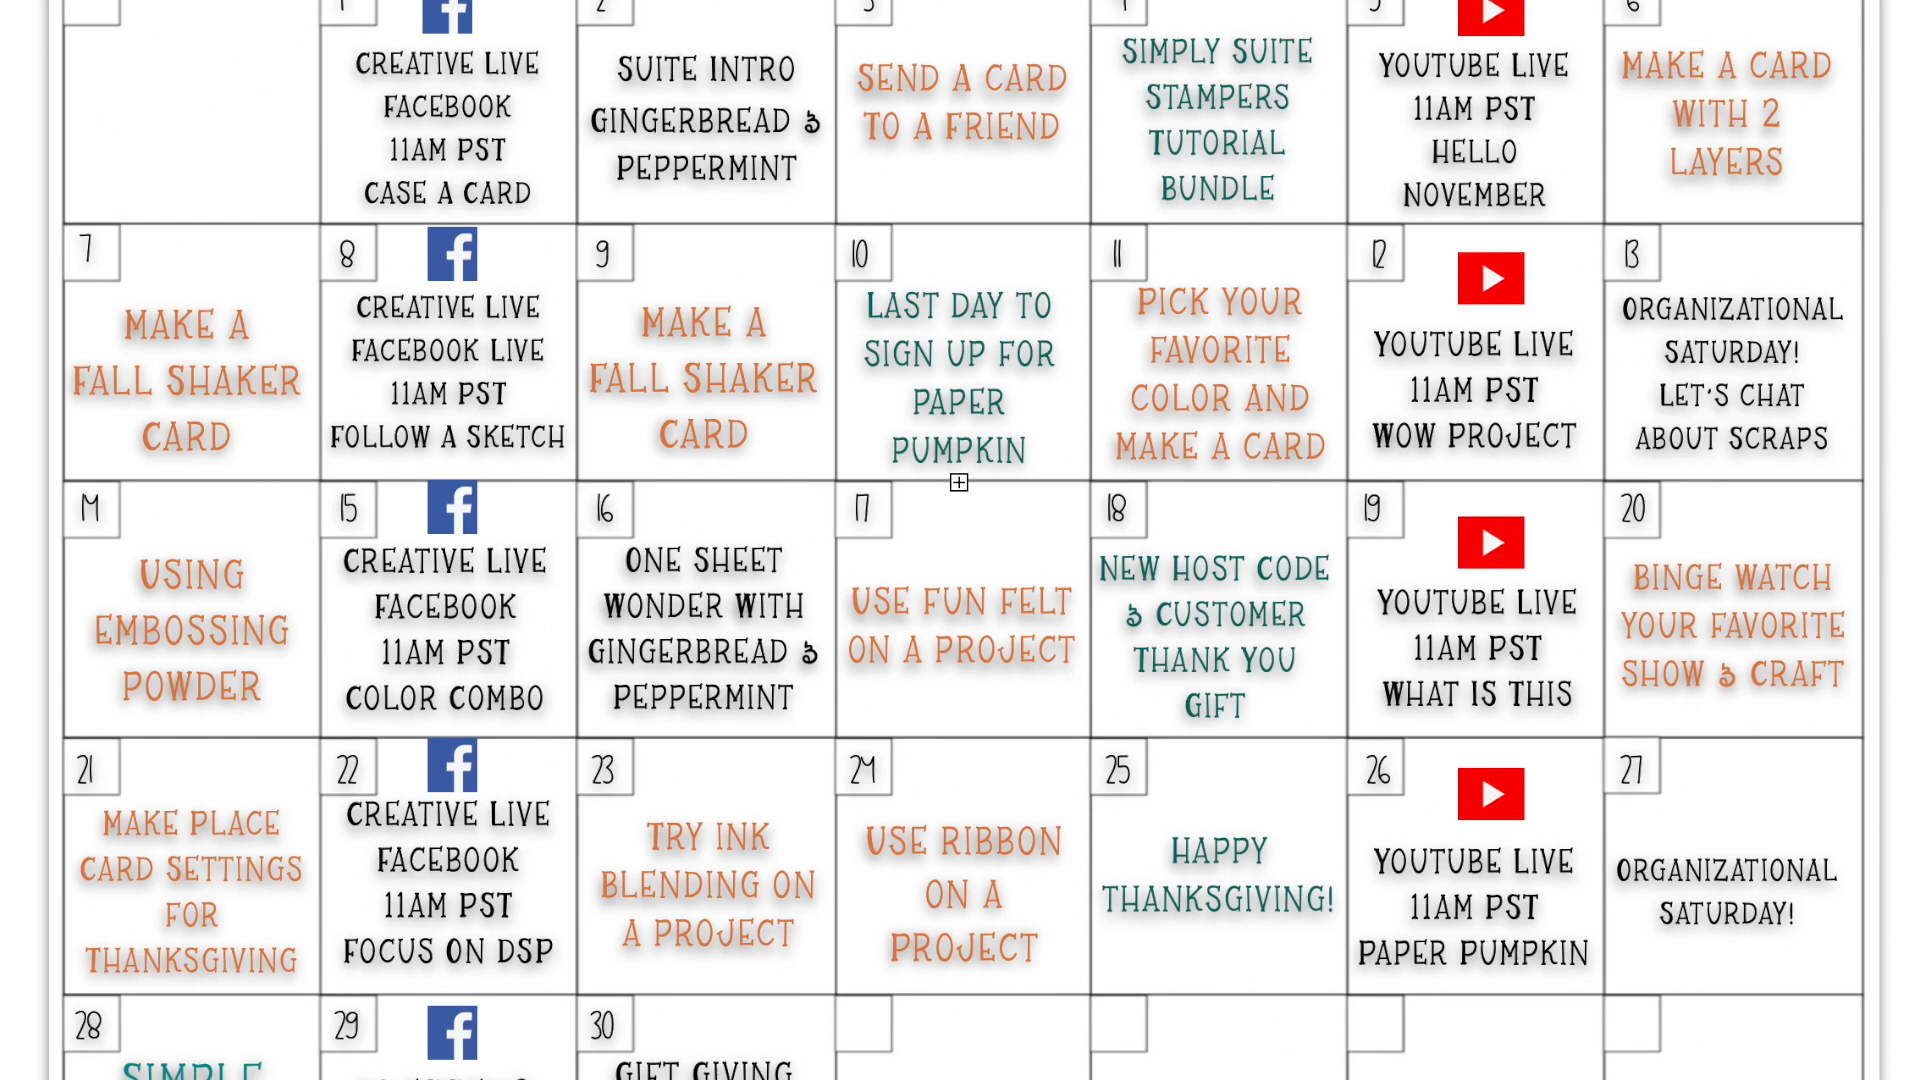 1
CREATIVE LIVE
FACEBOOK
11AM PST
CASE A CARD
2
SUITE INTRO
GINGERBREAD &
PEPPERMINT
3
SEND A CARD
TO A FRIEND
4
SIMPLY SUITE
STAMPERS
TUTORIAL
BUNDLE
5
YOUTUBE LIVE
11AM PST
HELLO
NOVEMBER
6
MAKE A CARD
WITH 2
LAYERS
7
MAKE A
FALL SHAKER
CARD
8
CREATIVE LIVE
FACEBOOK LIVE
11AM PST
FOLLOW A SKETCH
9
MAKE A
FALL SHAKER
CARD
10
LAST DAY TO
SIGN UP FOR
PAPER
PUMPKIN
11
PICK YOUR
FAVORITE
COLOR AND
MAKE A CARD
12
YOUTUBE LIVE
11AM PST
WOW PROJECT
13
ORGANIZATIONAL
SATURDAY!
LET'S CHAT
ABOUT SCRAPS
14
USING
EMBOSSING
POWDER
15
CREATIVE LIVE
FACEBOOK
11AM PST
COLOR COMBO
16
ONE SHEET
WONDER WITH
GINGERBREAD &
PEPPERMINT
17
USE FUN FELT
ON A PROJECT
18
NEW HOST CODE
& CUSTOMER
THANK YOU
GIFT
19
YOUTUBE LIVE
11AM PST
WHAT IS THIS
20
BINGE WATCH
YOUR FAVORITE
SHOW & CRAFT
21
MAKE PLACE
CARD SETTINGS
FOR
THANKSGIVING
22
CREATIVE LIVE
FACEBOOK
11AM PST
FOCUS ON DSP
23
TRY INK
BLENDING ON
A PROJECT
24
USE RIBBON
ON A
PROJECT
25
HAPPY
THANKSGIVING!
26
YOUTUBE LIVE
11AM PST
PAPER PUMPKIN
27
ORGANIZATIONAL
SATURDAY!
28
SIMPLE
29
30
GIFT GIVING